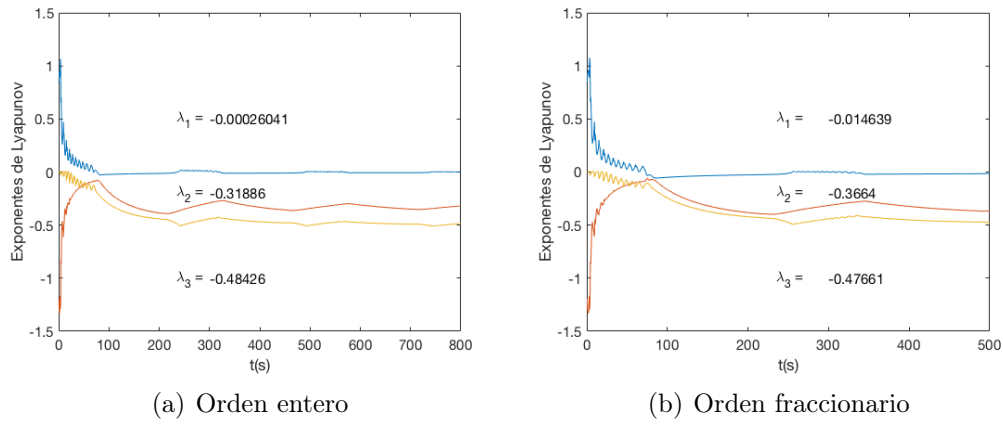 1.5
1
0.5
0
-0.5
-1
-1.5
Exponentes de Lyapunov
λ1 = -0.00026041
λ2 = -0.31886
λ3 = -0.48426
0 100 200 300 400 500 600 700 800
t(s)
(a) Orden entero
1.5
1
0.5
0
-0.5
-1
-1.5
Exponentes de Lyapunov
λ1 = -0.014639
λ2 = -0.3664
λ3 = -0.47661
0 100 200 300 400 500
t(s)
(b) Orden fraccionario